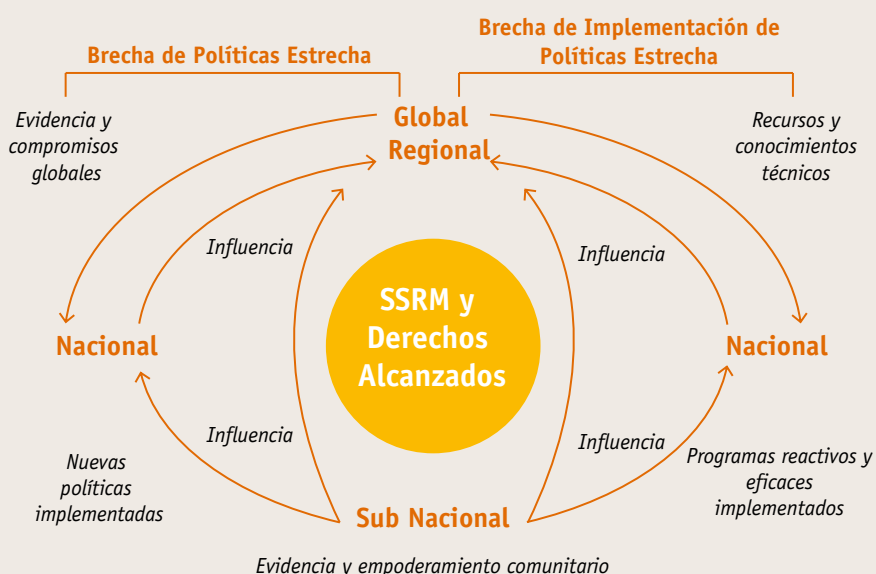 Brecha de Políticas Estrecha
Brecha de Implementación de
Políticas Estrecha
Evidencia y
compromisos
globales
Global
Regional
Recursos y
conocimientos
técnicos
Influencia
Influencia
SSRM y
Derechos
Alcanzados
Nacional
Nacional
Influencia
Influencia
Nuevas
políticas
implementadas
Programas reactivos y
eficaces
implementados
Sub Nacional
Evidencia y empoderamiento comunitario